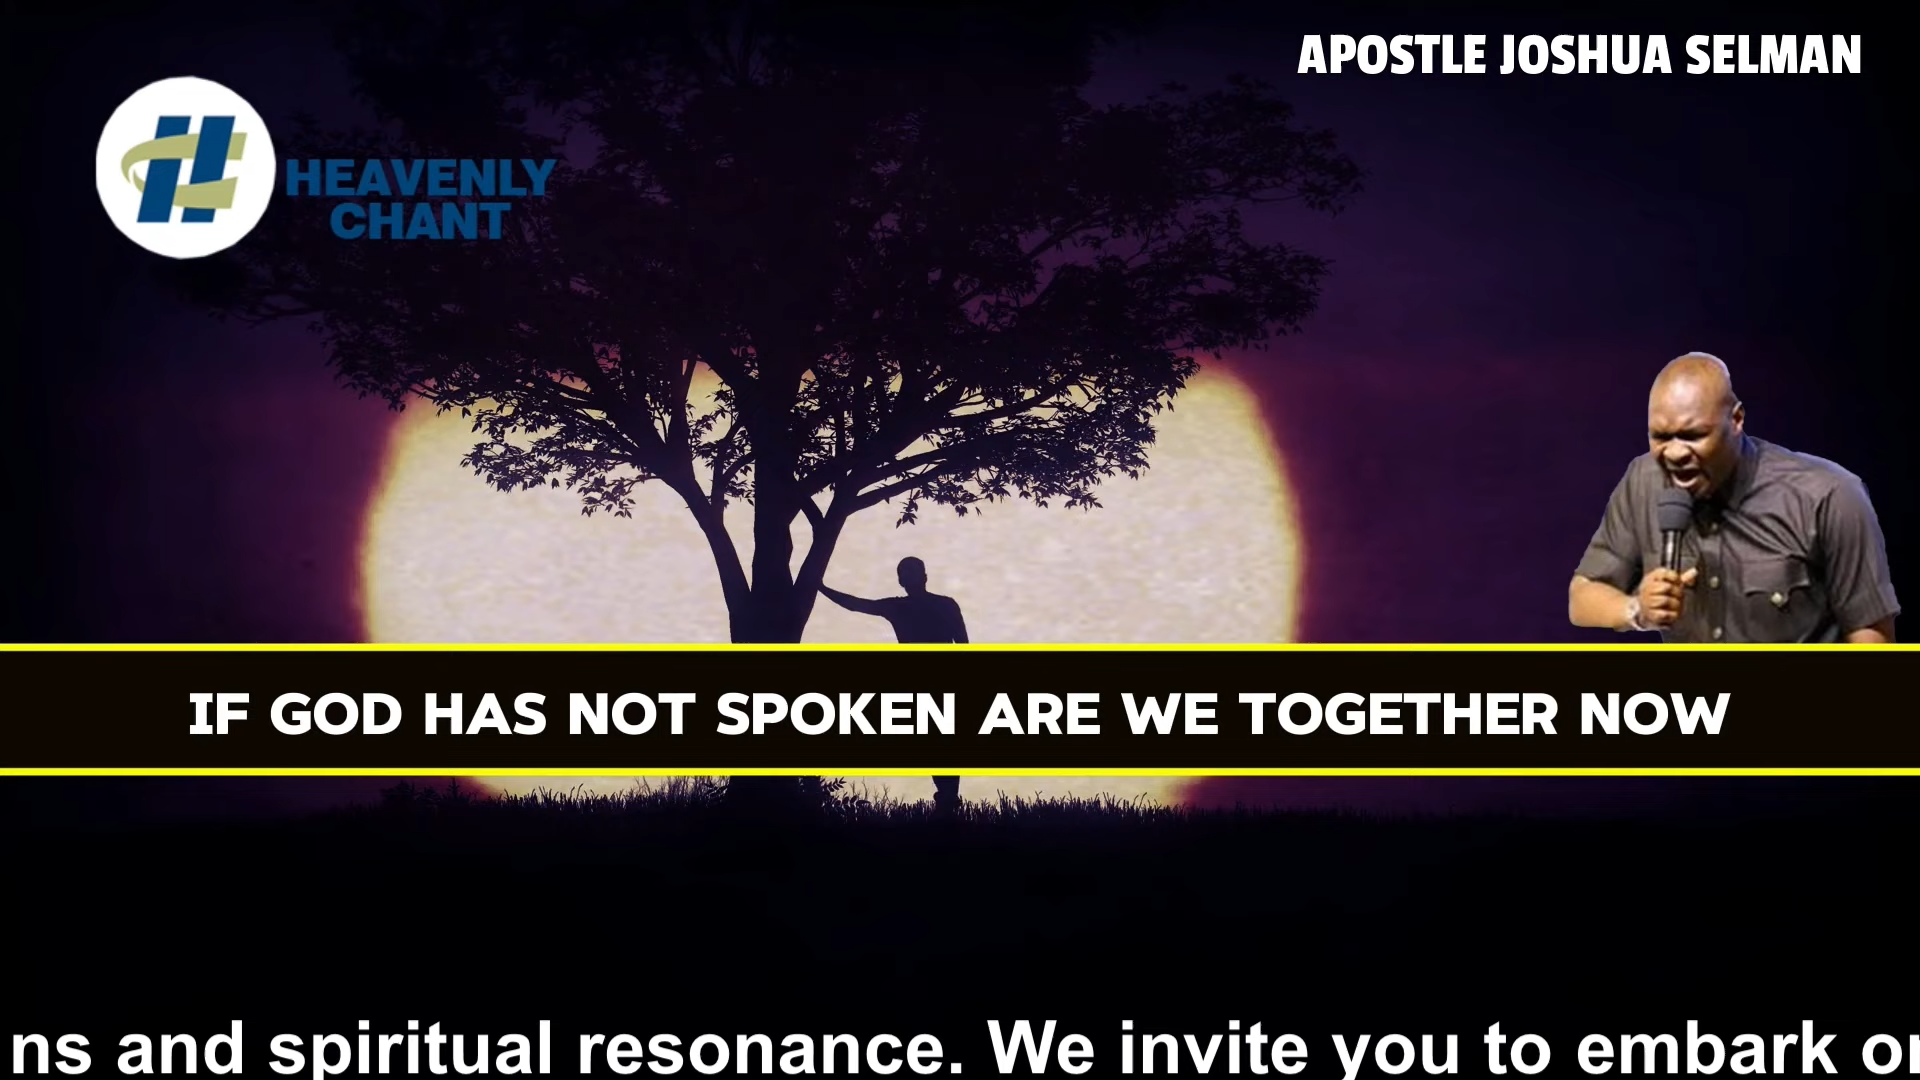 APOSTLE JOSHUA SELMAN
HEAVENLY
CHANT
IF GOD HAS NOT SPOKEN ARE WE TOGETHER NOW
and spiritual resonance. We invite you to embark